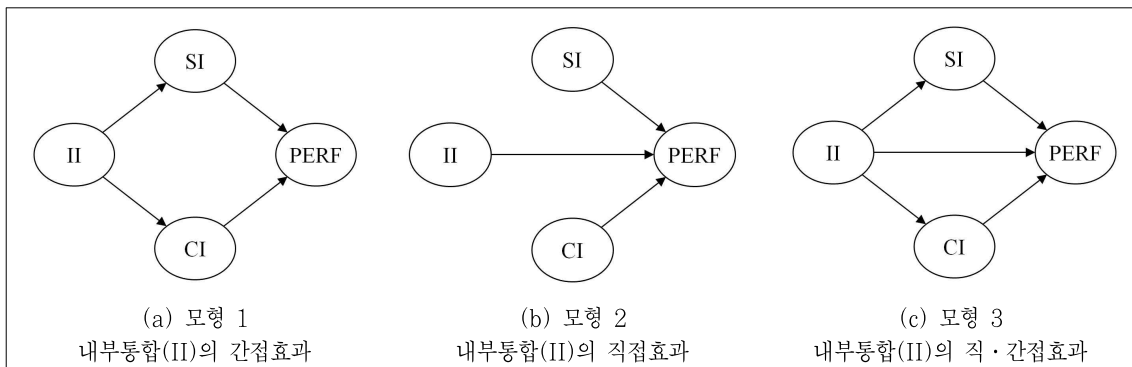 SI
II
PERF
CI
(a) 모형 1
내부통합(II)의 간접효과
SI
II
PERF
CI
(b) 모형 2
내부통합(II)의 직접효과
SI
II
PERF
CI
(c) 모형 3
내부통합(II)의 직·간접효과